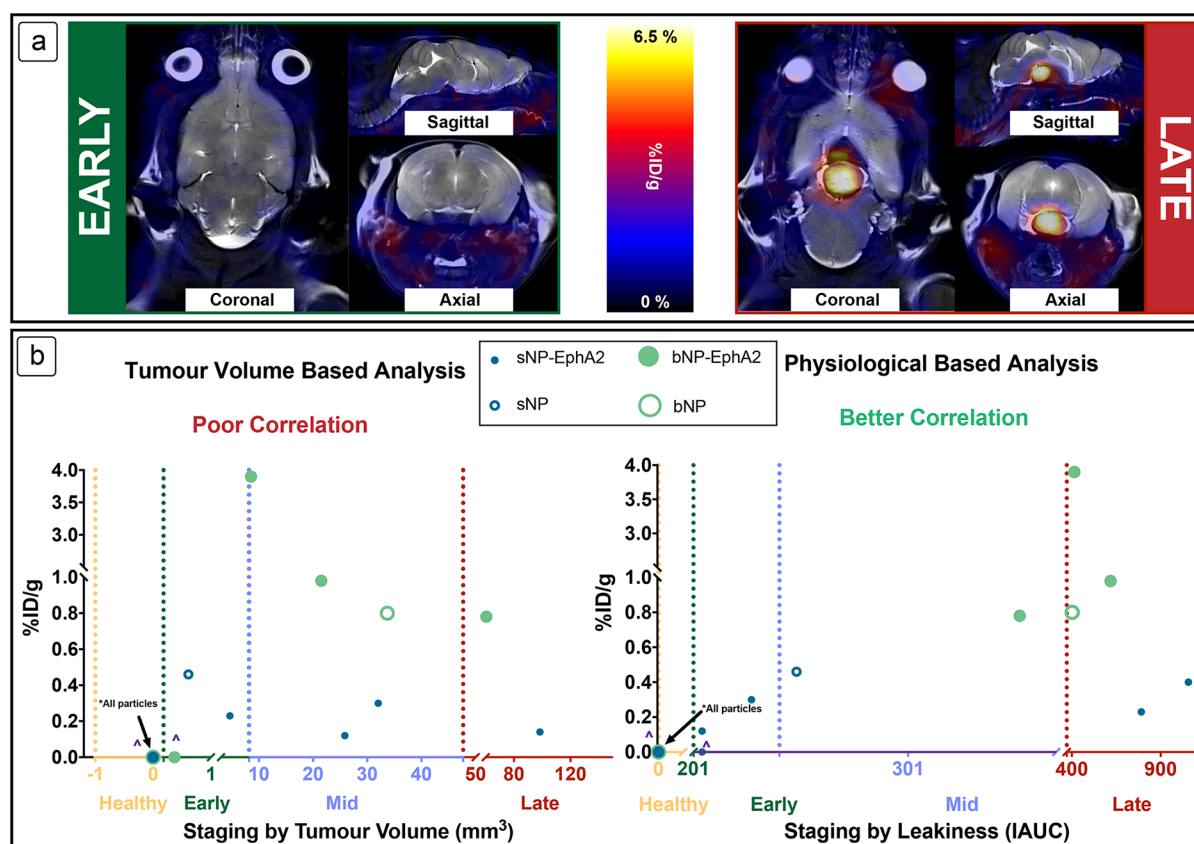 a
EARLY
Coronal
Sagittal
Axial
6.5 %
%ID/g
0 %
Coronal
Sagittal
Axial
LATE
b
Tumour Volume Based Analysis
Poor Correlation
sNP-EphA2
bNP-EphA2
sNP
bNP
Physiological Based Analysis
Better Correlation
%ID/g
4.0
3.5
3.0
1.0
0.8
0.6
0.4
0.2
0.0
*All particles
^
^
-1 0 1 10 20 30 40 50 80 120
Healthy Early Mid Late
Staging by Tumour Volume (mm³)
%ID/g
4.0
3.5
3.0
1.0
0.8
0.6
0.4
0.2
0.0
*All particles
^
^
0 201 301 400 900
Healthy Early Mid Late
Staging by Leakiness (IAUC)